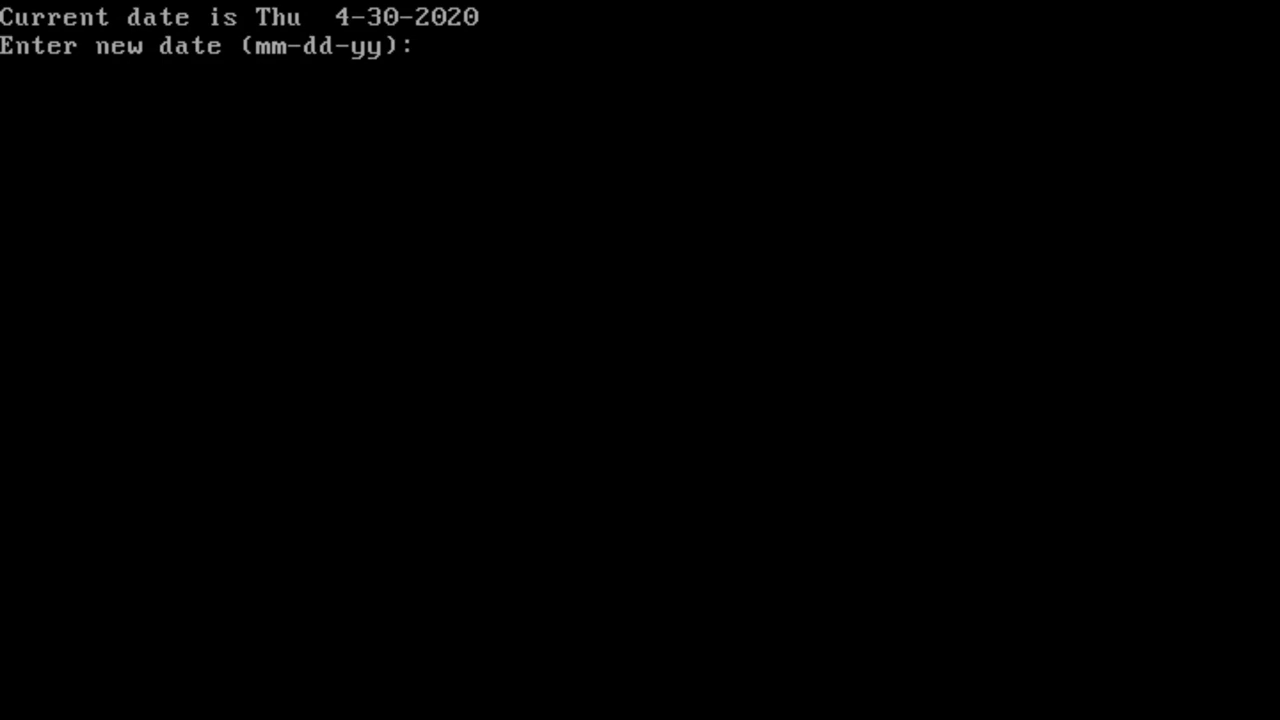 Current date is Thu  4-30-2020
Enter new date (mm-dd-yy):